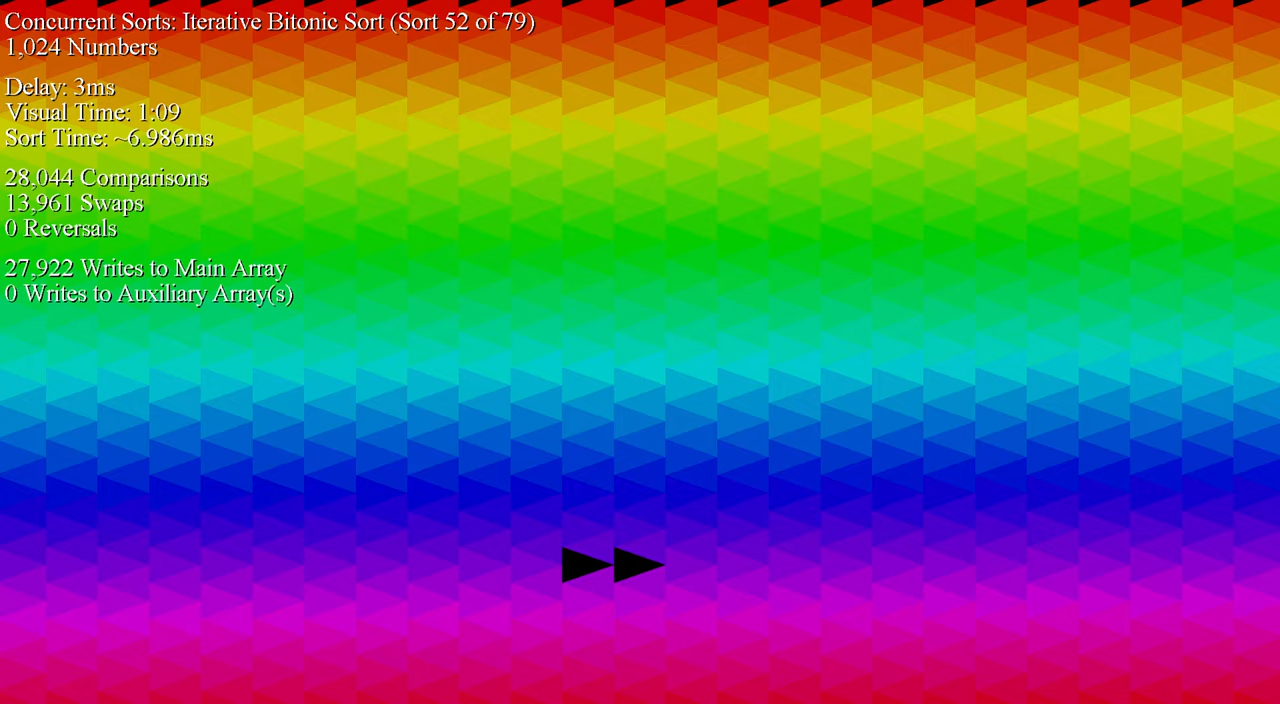 Concurrent Sorts: Iterative Bitonic Sort (Sort 52 of 79)
1,024 Numbers
Delay: 3ms
Visual Time: 1:09
Sort Time: ~6.986ms
28,044 Comparisons
13,961 Swaps
0 Reversals
27,922 Writes to Main Array
0 Writes to Auxiliary Array(s)